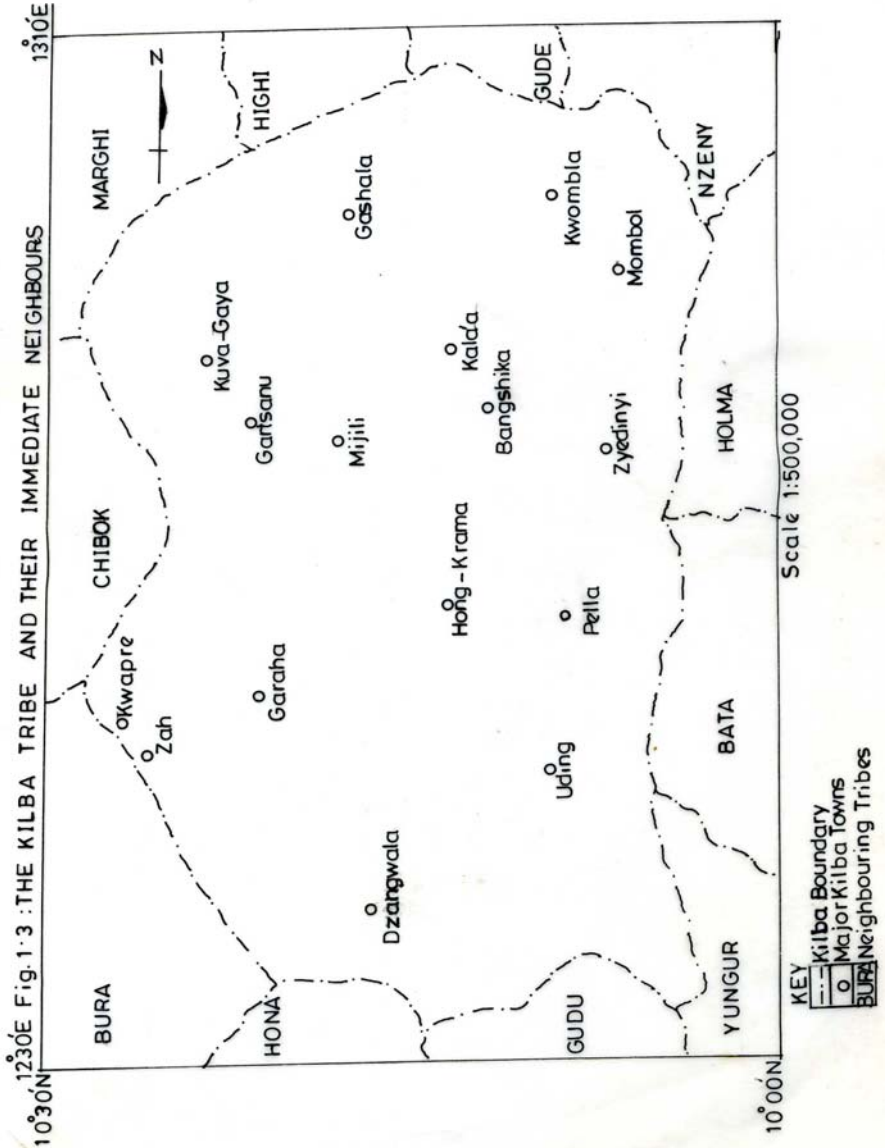 12°30'E Fig. 1·3 : THE KILBA TRIBE AND THEIR IMMEDIATE NEIGHBOURS 13°10'E
10°30'N
BURA
CHIBOK
MARGHI
Kwapre
Zah
N
Kuva-Gaya
HIGHI
Garaha
Gartsanu
HONA
Mijili
Gashala
Dzangwala
Hong-Krama
Kala'a
Bangshika
GUDE
Uding
Pella
Kwombla
GUDU
Zyedinyi
Mombol
YUNGUR
BATA
HOLMA
NZENY
10°00'N
Scale 1:500,000
KEY
Kilba Boundary
Major Kilba Towns
BURA Neighbouring Tribes